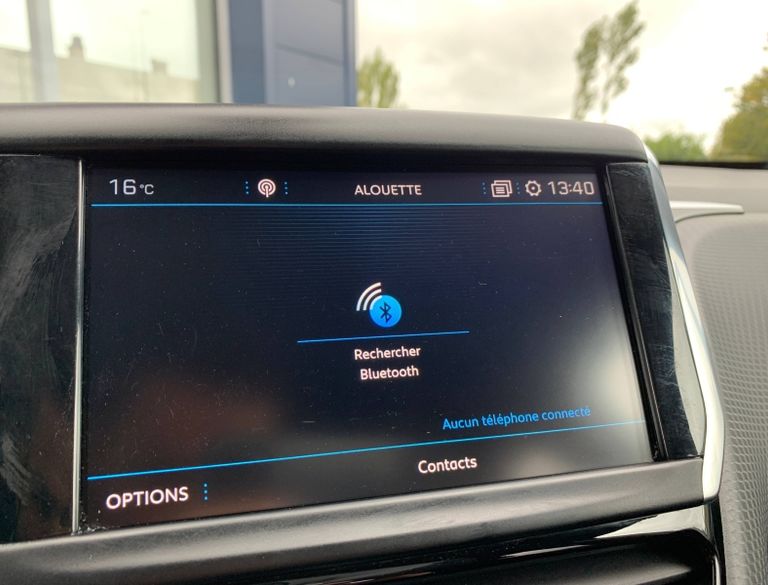 16°C ALOUETTE 13:40
Rechercher
Bluetooth
Aucun téléphone connecté
Contacts
OPTIONS